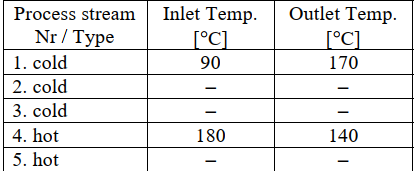 Process stream Inlet Temp. Outlet Temp.
Nr / Type [°C] [°C]
1. cold 90 170
2. cold – –
3. cold – –
4. hot 180 140
5. hot – –